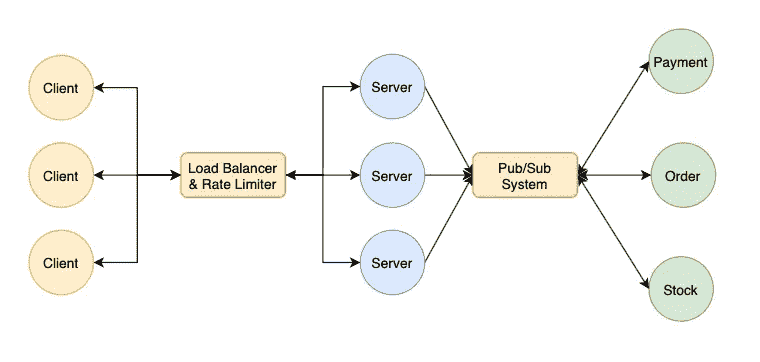 Client
Client
Client
Load Balancer
& Rate Limiter
Server
Server
Server
Pub/Sub
System
Payment
Order
Stock